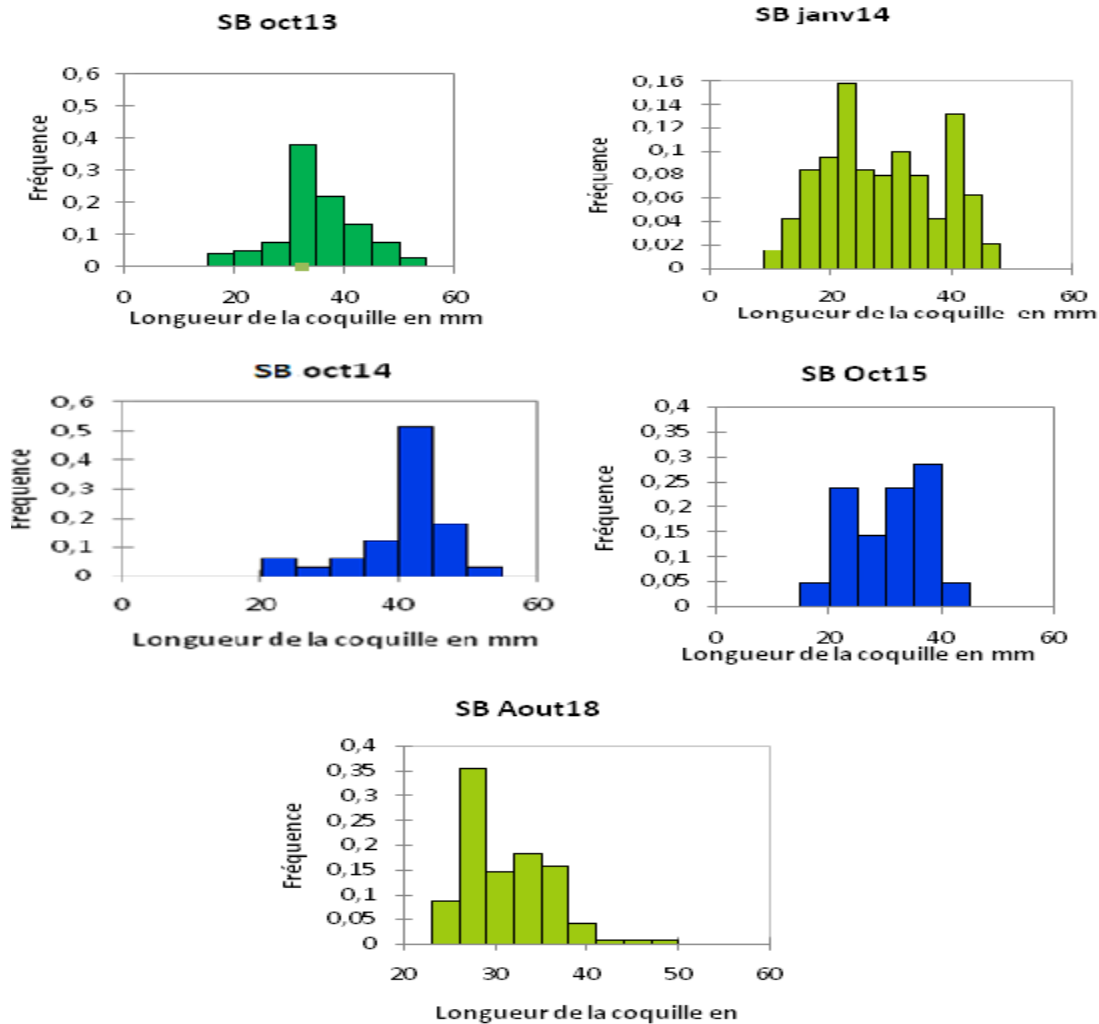 SB oct13
Fréquence
0,6
0,5
0,4
0,3
0,2
0,1
0
0 20 40 60
Longueur de la coquille en mm
SB janv14
Fréquence
0,16
0,14
0,12
0,1
0,08
0,06
0,04
0,02
0
0 20 40 60
Longueur de la coquille en mm
SB oct14
Frequence
0,6
0,5
0,4
0,3
0,2
0,1
0
0 20 40 60
Longueur de la coquille en mm
SB Oct15
Fréquence
0,4
0,35
0,3
0,25
0,2
0,15
0,1
0,05
0
0 20 40 60
Longueur de la coquille en mm
SB Aout18
Fréquence
0,4
0,35
0,3
0,25
0,2
0,15
0,1
0,05
0
20 30 40 50 60
Longueur de la coquille en